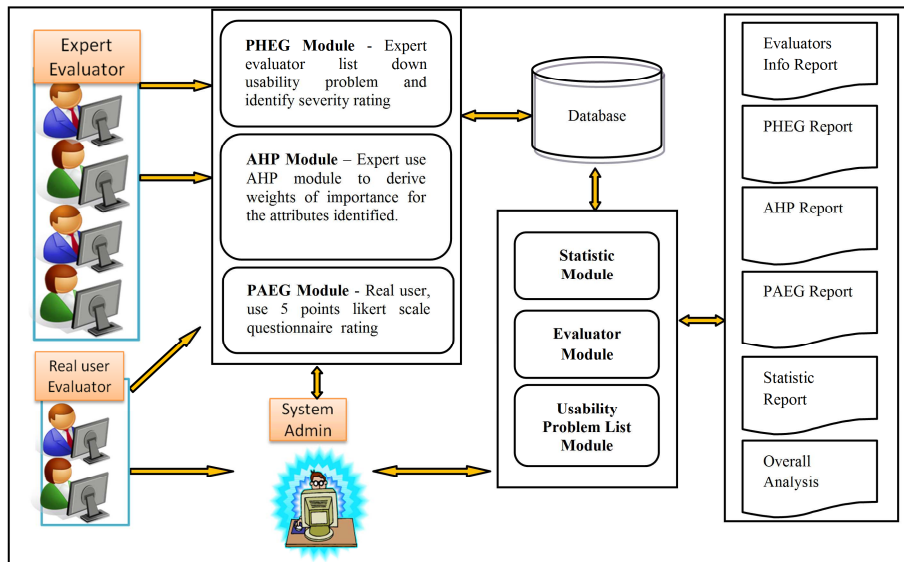 Expert
Evaluator
PHEG Module - Expert
evaluator list down
usability problem and
identify severity rating
AHP Module – Expert use
AHP module to derive
weights of importance for
the attributes identified.
PAEG Module - Real user,
use 5 points likert scale
questionnaire rating
Real user
Evaluator
System
Admin
Database
Statistic
Module
Evaluator
Module
Usability
Problem List
Module
Evaluators
Info Report
PHEG Report
AHP Report
PAEG Report
Statistic
Report
Overall
Analysis